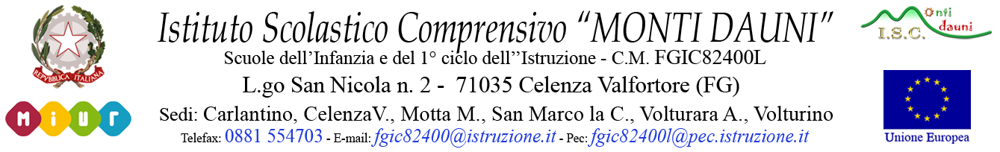 Istituto Scolastico Comprensivo “MONTI DAUNI”
Scuole dell’Infanzia e del 1° ciclo dell’’Istruzione - C.M. FGIC82400L
L.go San Nicola n. 2 - 71035 Celenza Valfortore (FG)
Sedi: Carlantino, CelenzaV., Motta M., San Marco la C., Volturara A., Volturino
Telefax: 0881 554703 - E-mail: fgic82400@istruzione.it - Pec: fgic82400l@pec.istruzione.it
REPVBBLICA ITALIANA
MiUr
Onti
dauni
I.S.C.
Unione Europea